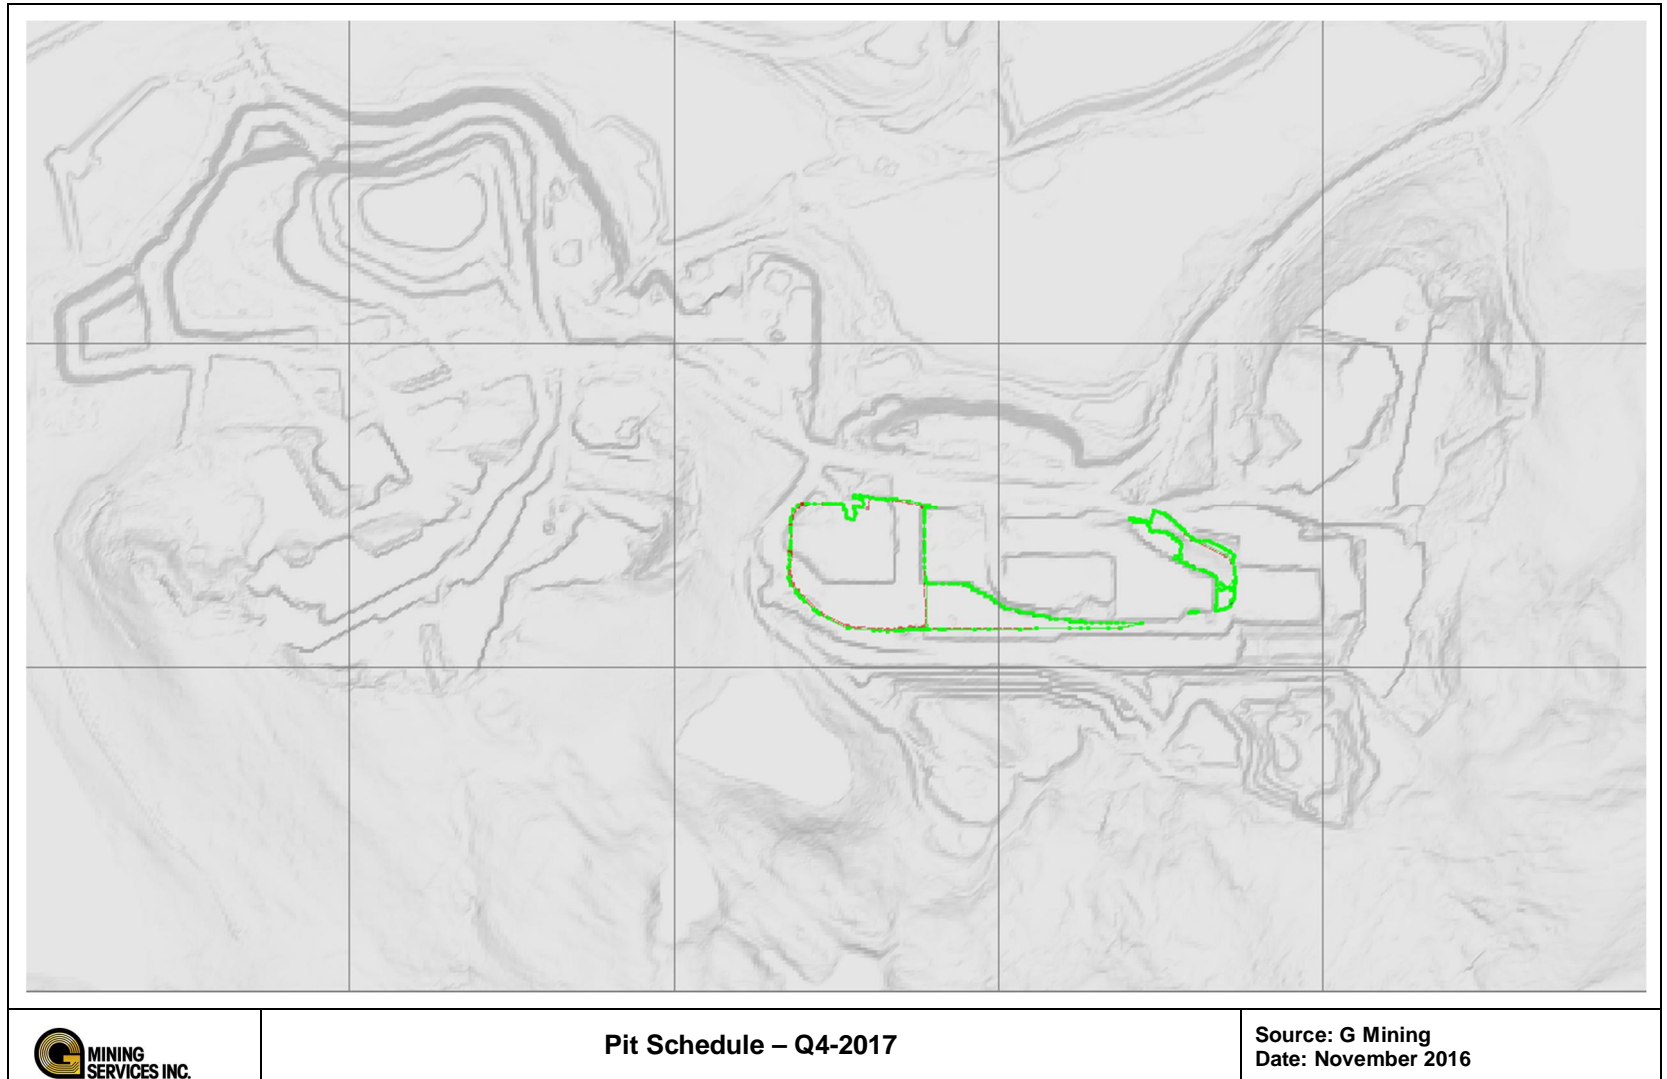 MINING
SERVICES INC.
Pit Schedule – Q4-2017
Source: G Mining
Date: November 2016